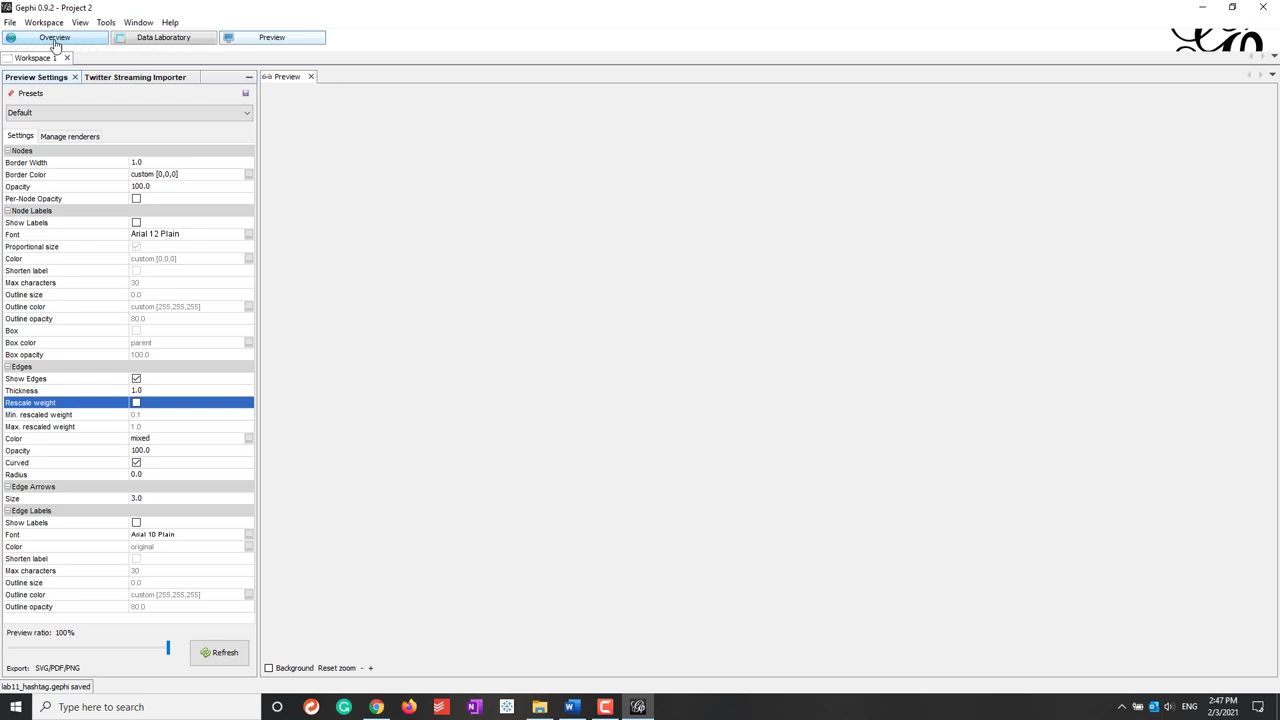 Gephi 0.9.2 - Project 2
File Workspace View Tools Window Help
Overview Data Laboratory Preview
Workspace 1
Preview Settings Twitter Streaming Importer Preview
Presets
Default
Settings Manage renderers
Nodes
Border Width 1.0
Border Color custom [0,0,0]
Opacity 100.0
Per-Node Opacity
Node Labels
Show Labels
Font Arial 12 Plain
Proportional size
Color custom [0,0,0]
Shorten label
Max characters 30
Outline size 0.0
Outline color custom [255,255,255]
Outline opacity 80.0
Box
Box color parent
Box opacity 100.0
Edges
Show Edges
Thickness 1.0
Rescale weight
Min. rescaled weight 0.1
Max. rescaled weight 1.0
Color mixed
Opacity 100.0
Curved
Radius 0.0
Edge Arrows
Size 3.0
Edge Labels
Show Labels
Font Arial 10 Plain
Color original
Shorten label
Max characters 30
Outline size 0.0
Outline color custom [255,255,255]
Outline opacity 80.0
Preview ratio: 100%
Refresh
Export: SVG/PDF/PNG
Background Reset zoom - +
lab11_hashtag.gephi saved
Type here to search
ENG
2:47 PM
2/3/2021